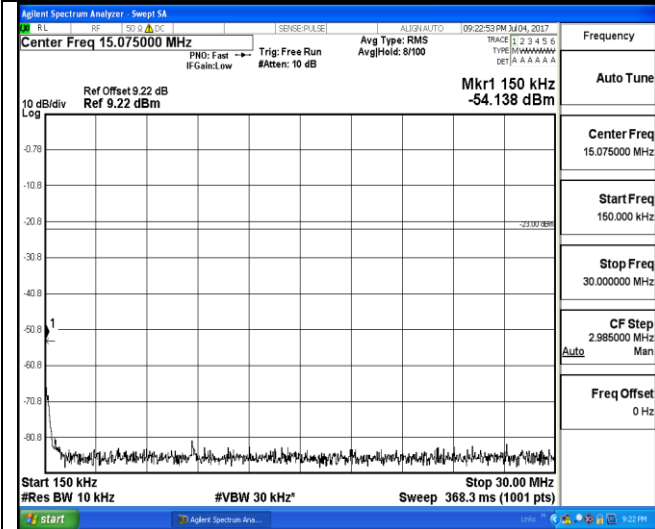 Agilent Spectrum Analyzer - Swept SA
RL RF 50 Ω DC SENSE:PULSE ALIGN AUTO 09:22:53 PM Jul 04, 2017
Center Freq 15.075000 MHz
PNO: Fast
IFGain:Low
Trig: Free Run
#Atten: 10 dB
Avg Type: RMS
Avg|Hold: 8/100
TRACE 1 2 3 4 5 6
TYPE MWWWWW
DET A A A A A A
Ref Offset 9.22 dB
10 dB/div Ref 9.22 dBm
Log
Mkr1 150 kHz
-54.138 dBm
-0.78
-10.8
-20.8
-23.00 dBm
-30.8
-40.8
-50.8
1
-60.8
-70.8
-80.8
Start 150 kHz Stop 30.00 MHz
#Res BW 10 kHz #VBW 30 kHz* Sweep 368.3 ms (1001 pts)
Frequency
Auto Tune
Center Freq
15.075000 MHz
Start Freq
150.000 kHz
Stop Freq
30.000000 MHz
CF Step
2.985000 MHz
Auto Man
Freq Offset
0 Hz
start Agilent Spectrum Ana... Links » 9:22 PM